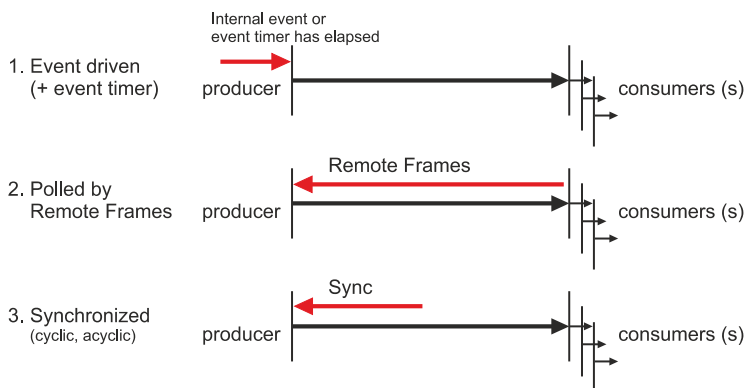 Internal event or
event timer has elapsed
1. Event driven
(+ event timer)
producer
consumers (s)
Remote Frames
2. Polled by
Remote Frames
producer
consumers (s)
Sync
3. Synchronized
(cyclic, acyclic)
producer
consumers (s)